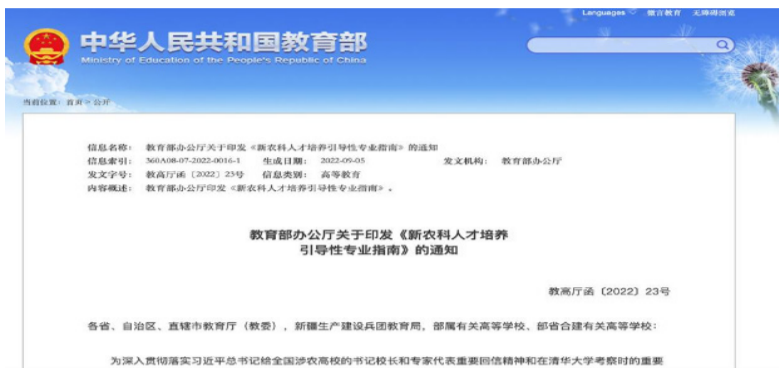 Languages 微言教育 无障碍浏览
中华人民共和国教育部
Ministry of Education of the People's Republic of China
当前位置: 首页 > 公开
信息名称: 教育部办公厅关于印发《新农科人才培养引导性专业指南》的通知
信息索引: 360A08-07-2022-0016-1 生成日期: 2022-09-05 发文机构: 教育部办公厅
发文字号: 教高厅函〔2022〕23号 信息类别: 高等教育
内容概述: 教育部办公厅印发《新农科人才培养引导性专业指南》。
教育部办公厅关于印发《新农科人才培养
引导性专业指南》的通知
教高厅函〔2022〕23号
各省、自治区、直辖市教育厅(教委),新疆生产建设兵团教育局,部属有关高等学校、部省合建有关高等学校:
为深入贯彻落实习近平总书记给全国涉农高校的书记校长和专家代表重要回信精神和在清华大学考察时的重要